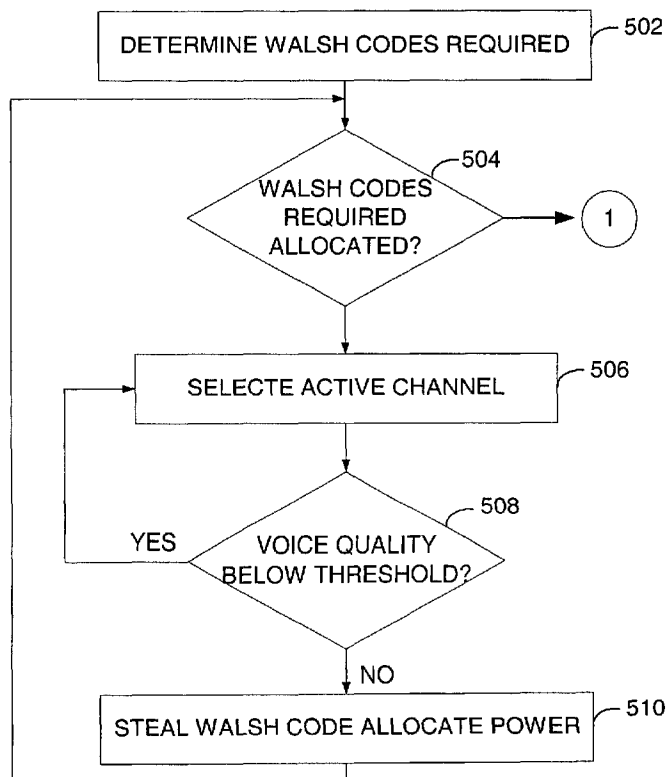 DETERMINE WALSH CODES REQUIRED
502
504
WALSH CODES
REQUIRED
ALLOCATED?
1
SELECTE ACTIVE CHANNEL
506
508
YES
VOICE QUALITY
BELOW THRESHOLD?
NO
STEAL WALSH CODE ALLOCATE POWER
510